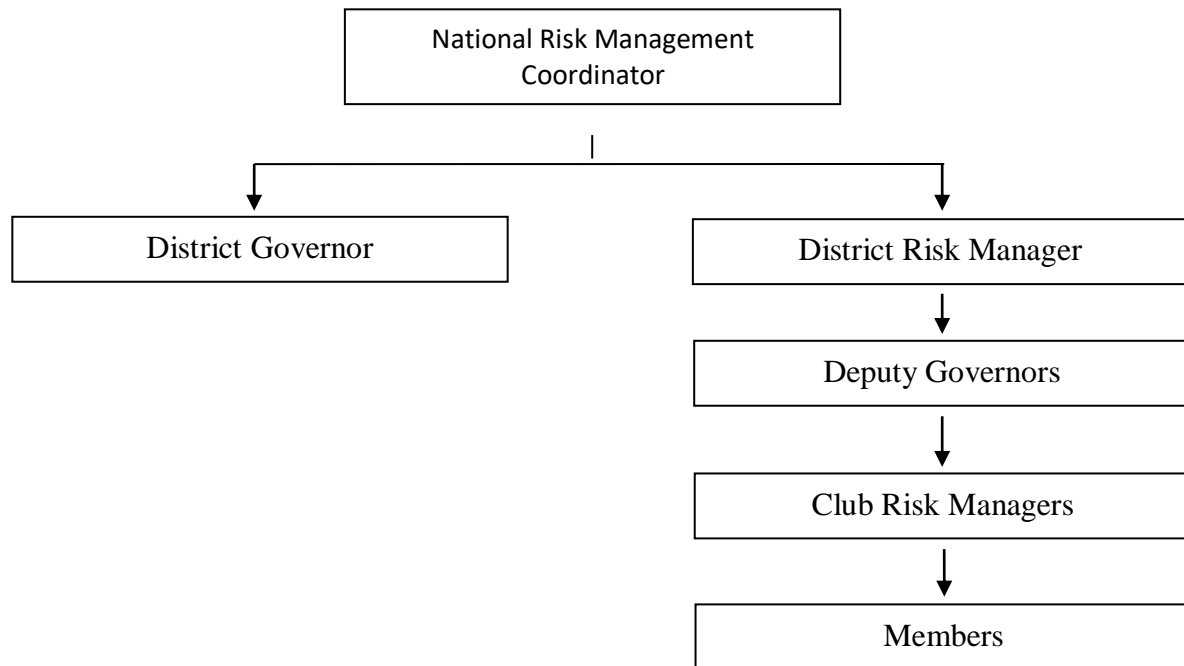 National Risk Management
Coordinator
District Governor
District Risk Manager
Deputy Governors
Club Risk Managers
Members